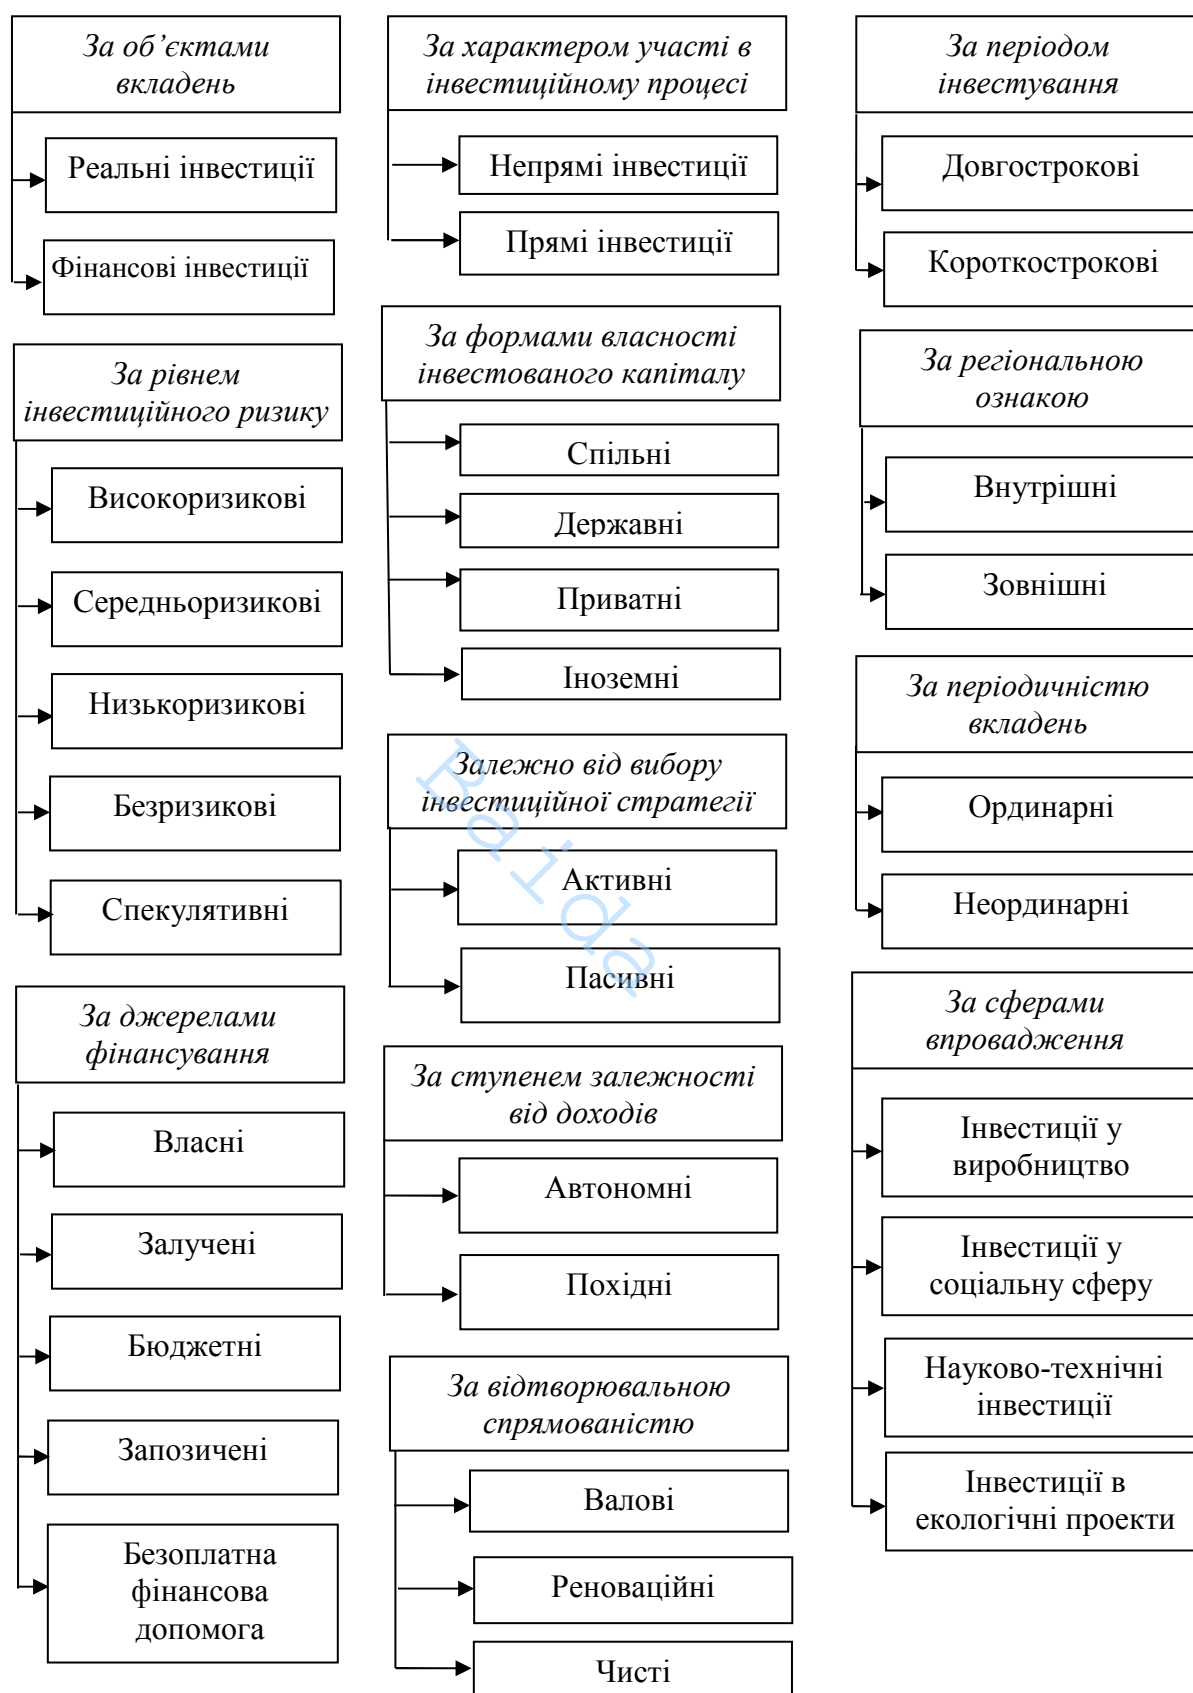 За об’єктами
вкладень
Реальні інвестиції
Фінансові інвестиції
За рівнем
інвестиційного ризику
Високоризикові
Середньоризикові
Низькоризикові
Безризикові
Спекулятивні
За джерелами
фінансування
Власні
Залучені
Бюджетні
Запозичені
Безоплатна
фінансова
допомога
За характером участі в
інвестиційному процесі
Непрямі інвестиції
Прямі інвестиції
За формами власності
інвестованого капіталу
Спільні
Державні
Приватні
Іноземні
Залежно від вибору
інвестиційної стратегії
Активні
Пасивні
За ступенем залежності
від доходів
Автономні
Похідні
За відтворювальною
спрямованістю
Валові
Реноваційні
Чисті
За періодом
інвестування
Довгострокові
Короткострокові
За регіональною
ознакою
Внутрішні
Зовнішні
За періодичністю
вкладень
Ординарні
Неординарні
За сферами
впровадження
Інвестиції у
виробництво
Інвестиції у
соціальну сферу
Науково-технічні
інвестиції
Інвестиції в
екологічні проекти
Baida